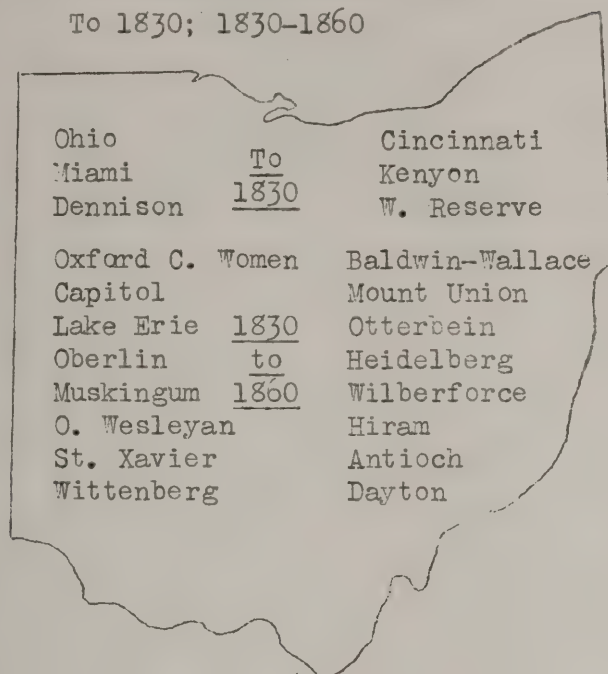 To 1830; 1830-1860
Ohio Cincinnati
Miami To Kenyon
Dennison 1830 W. Reserve
Oxford C. Women Baldwin-Wallace
Capitol Mount Union
Lake Erie 1830 Otterbein
Oberlin to Heidelberg
Muskingum 1860 Wilberforce
O. Wesleyan Hiram
St. Xavier Antioch
Wittenberg Dayton